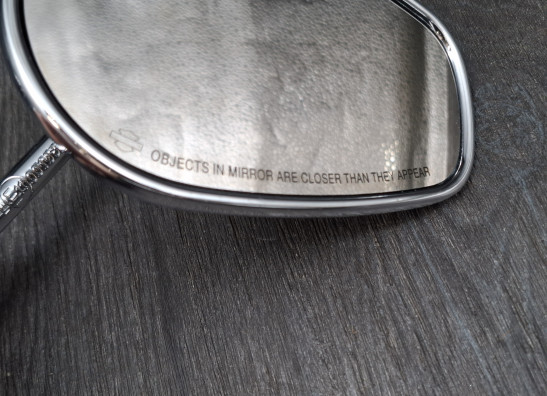 OBJECTS IN MIRROR ARE CLOSER THAN THEY APPEAR